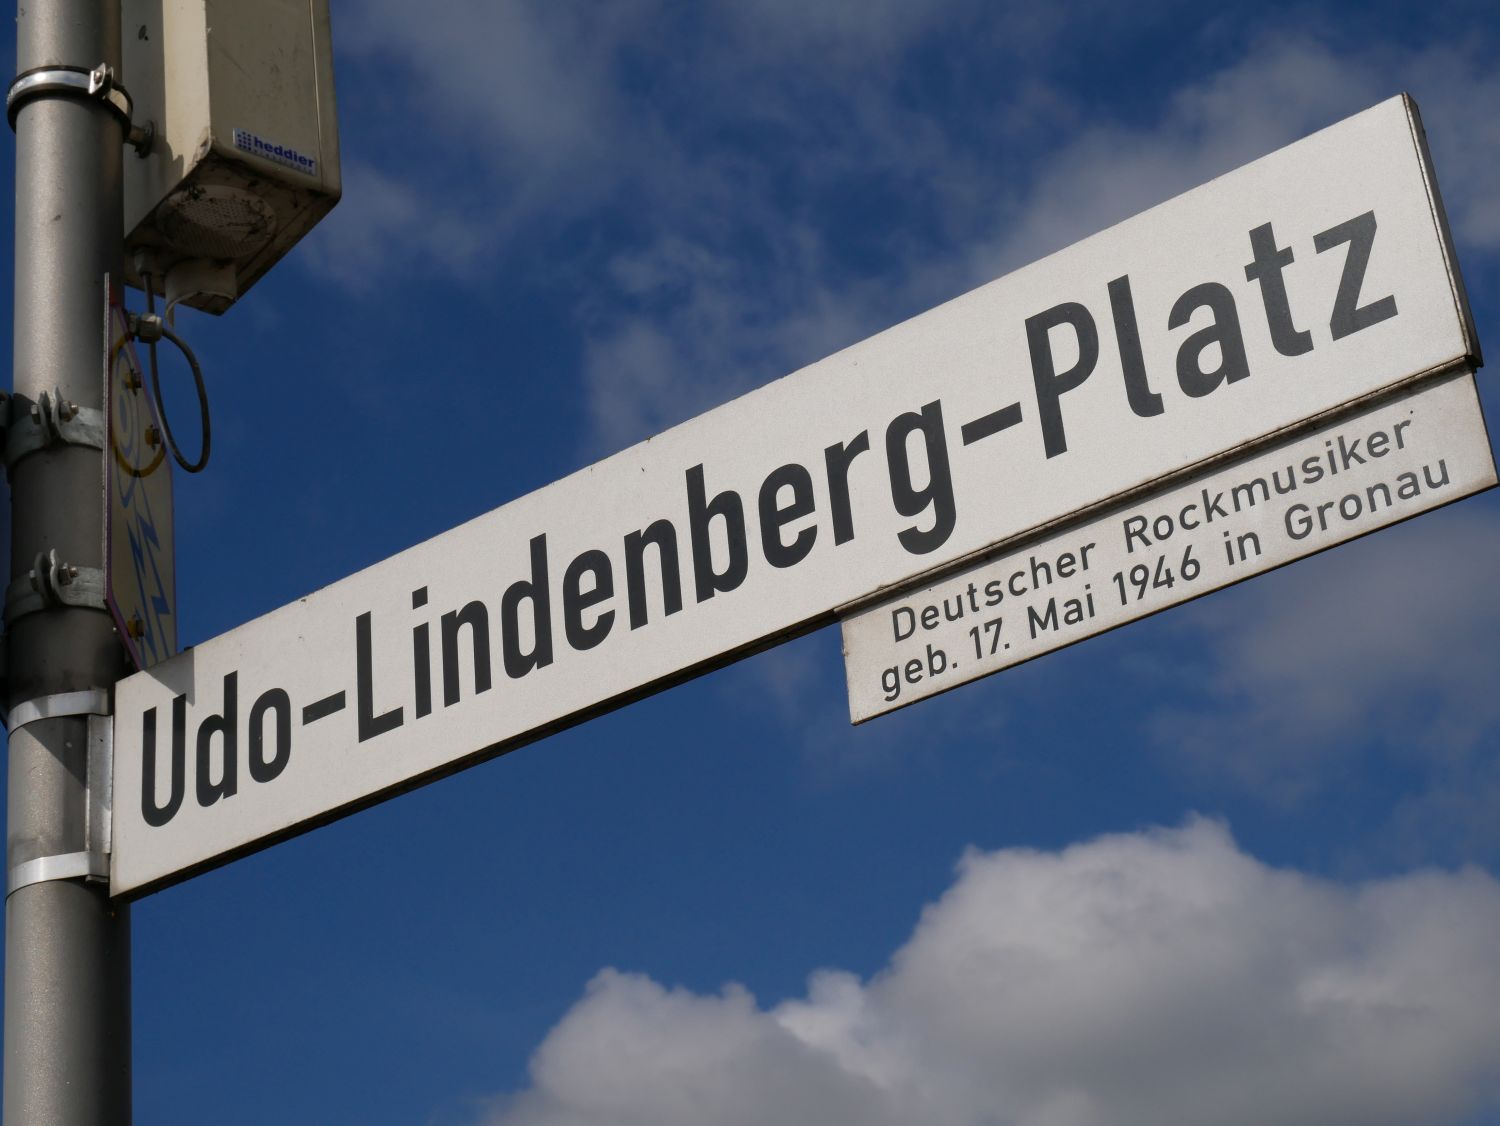 heddier
Udo-Lindenberg-Platz
Deutscher Rockmusiker
geb. 17. Mai 1946 in Gronau